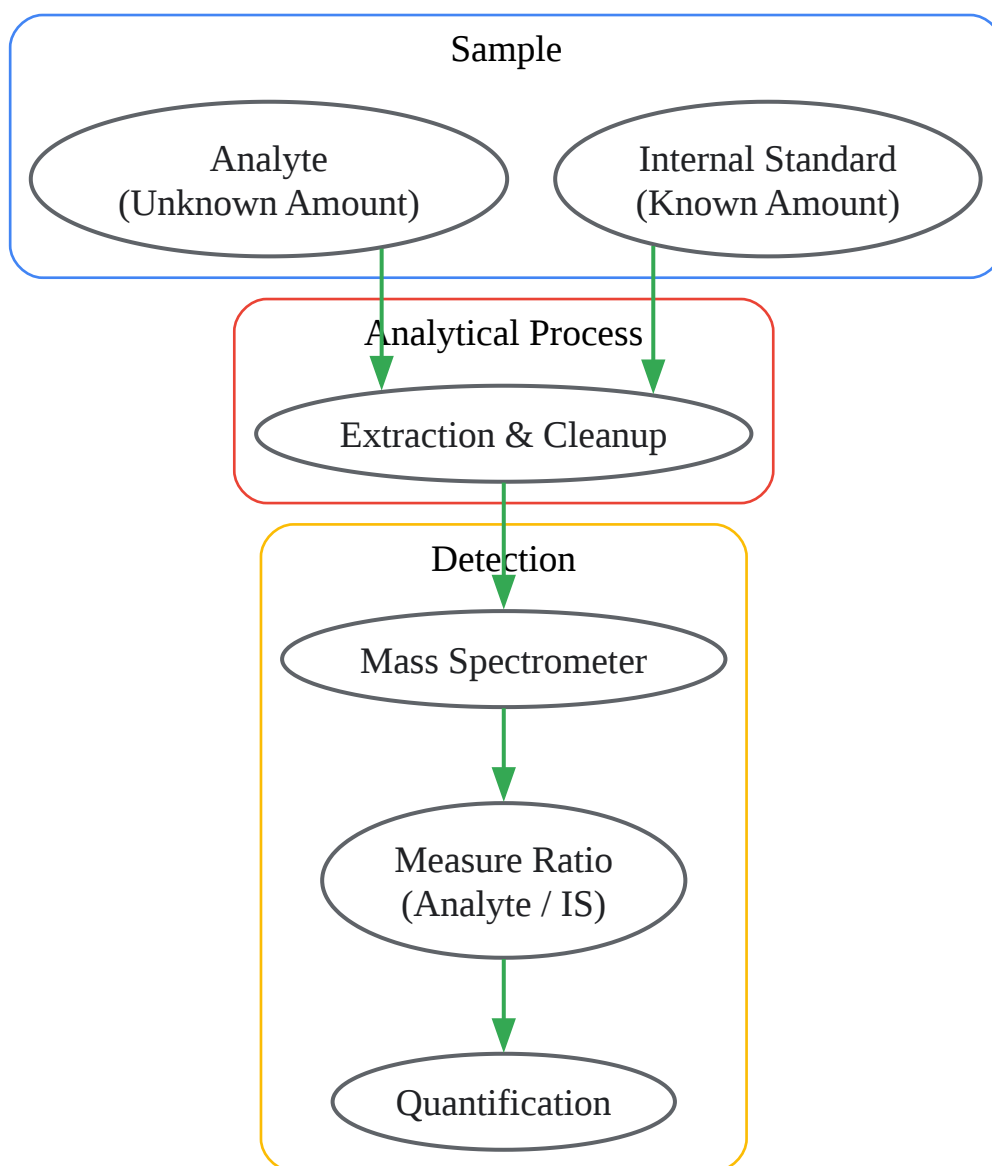 Sample
Analyte
(Unknown Amount)
Internal Standard
(Known Amount)
Analytical Process
Extraction & Cleanup
Detection
Mass Spectrometer
Measure Ratio
(Analyte / IS)
Quantification